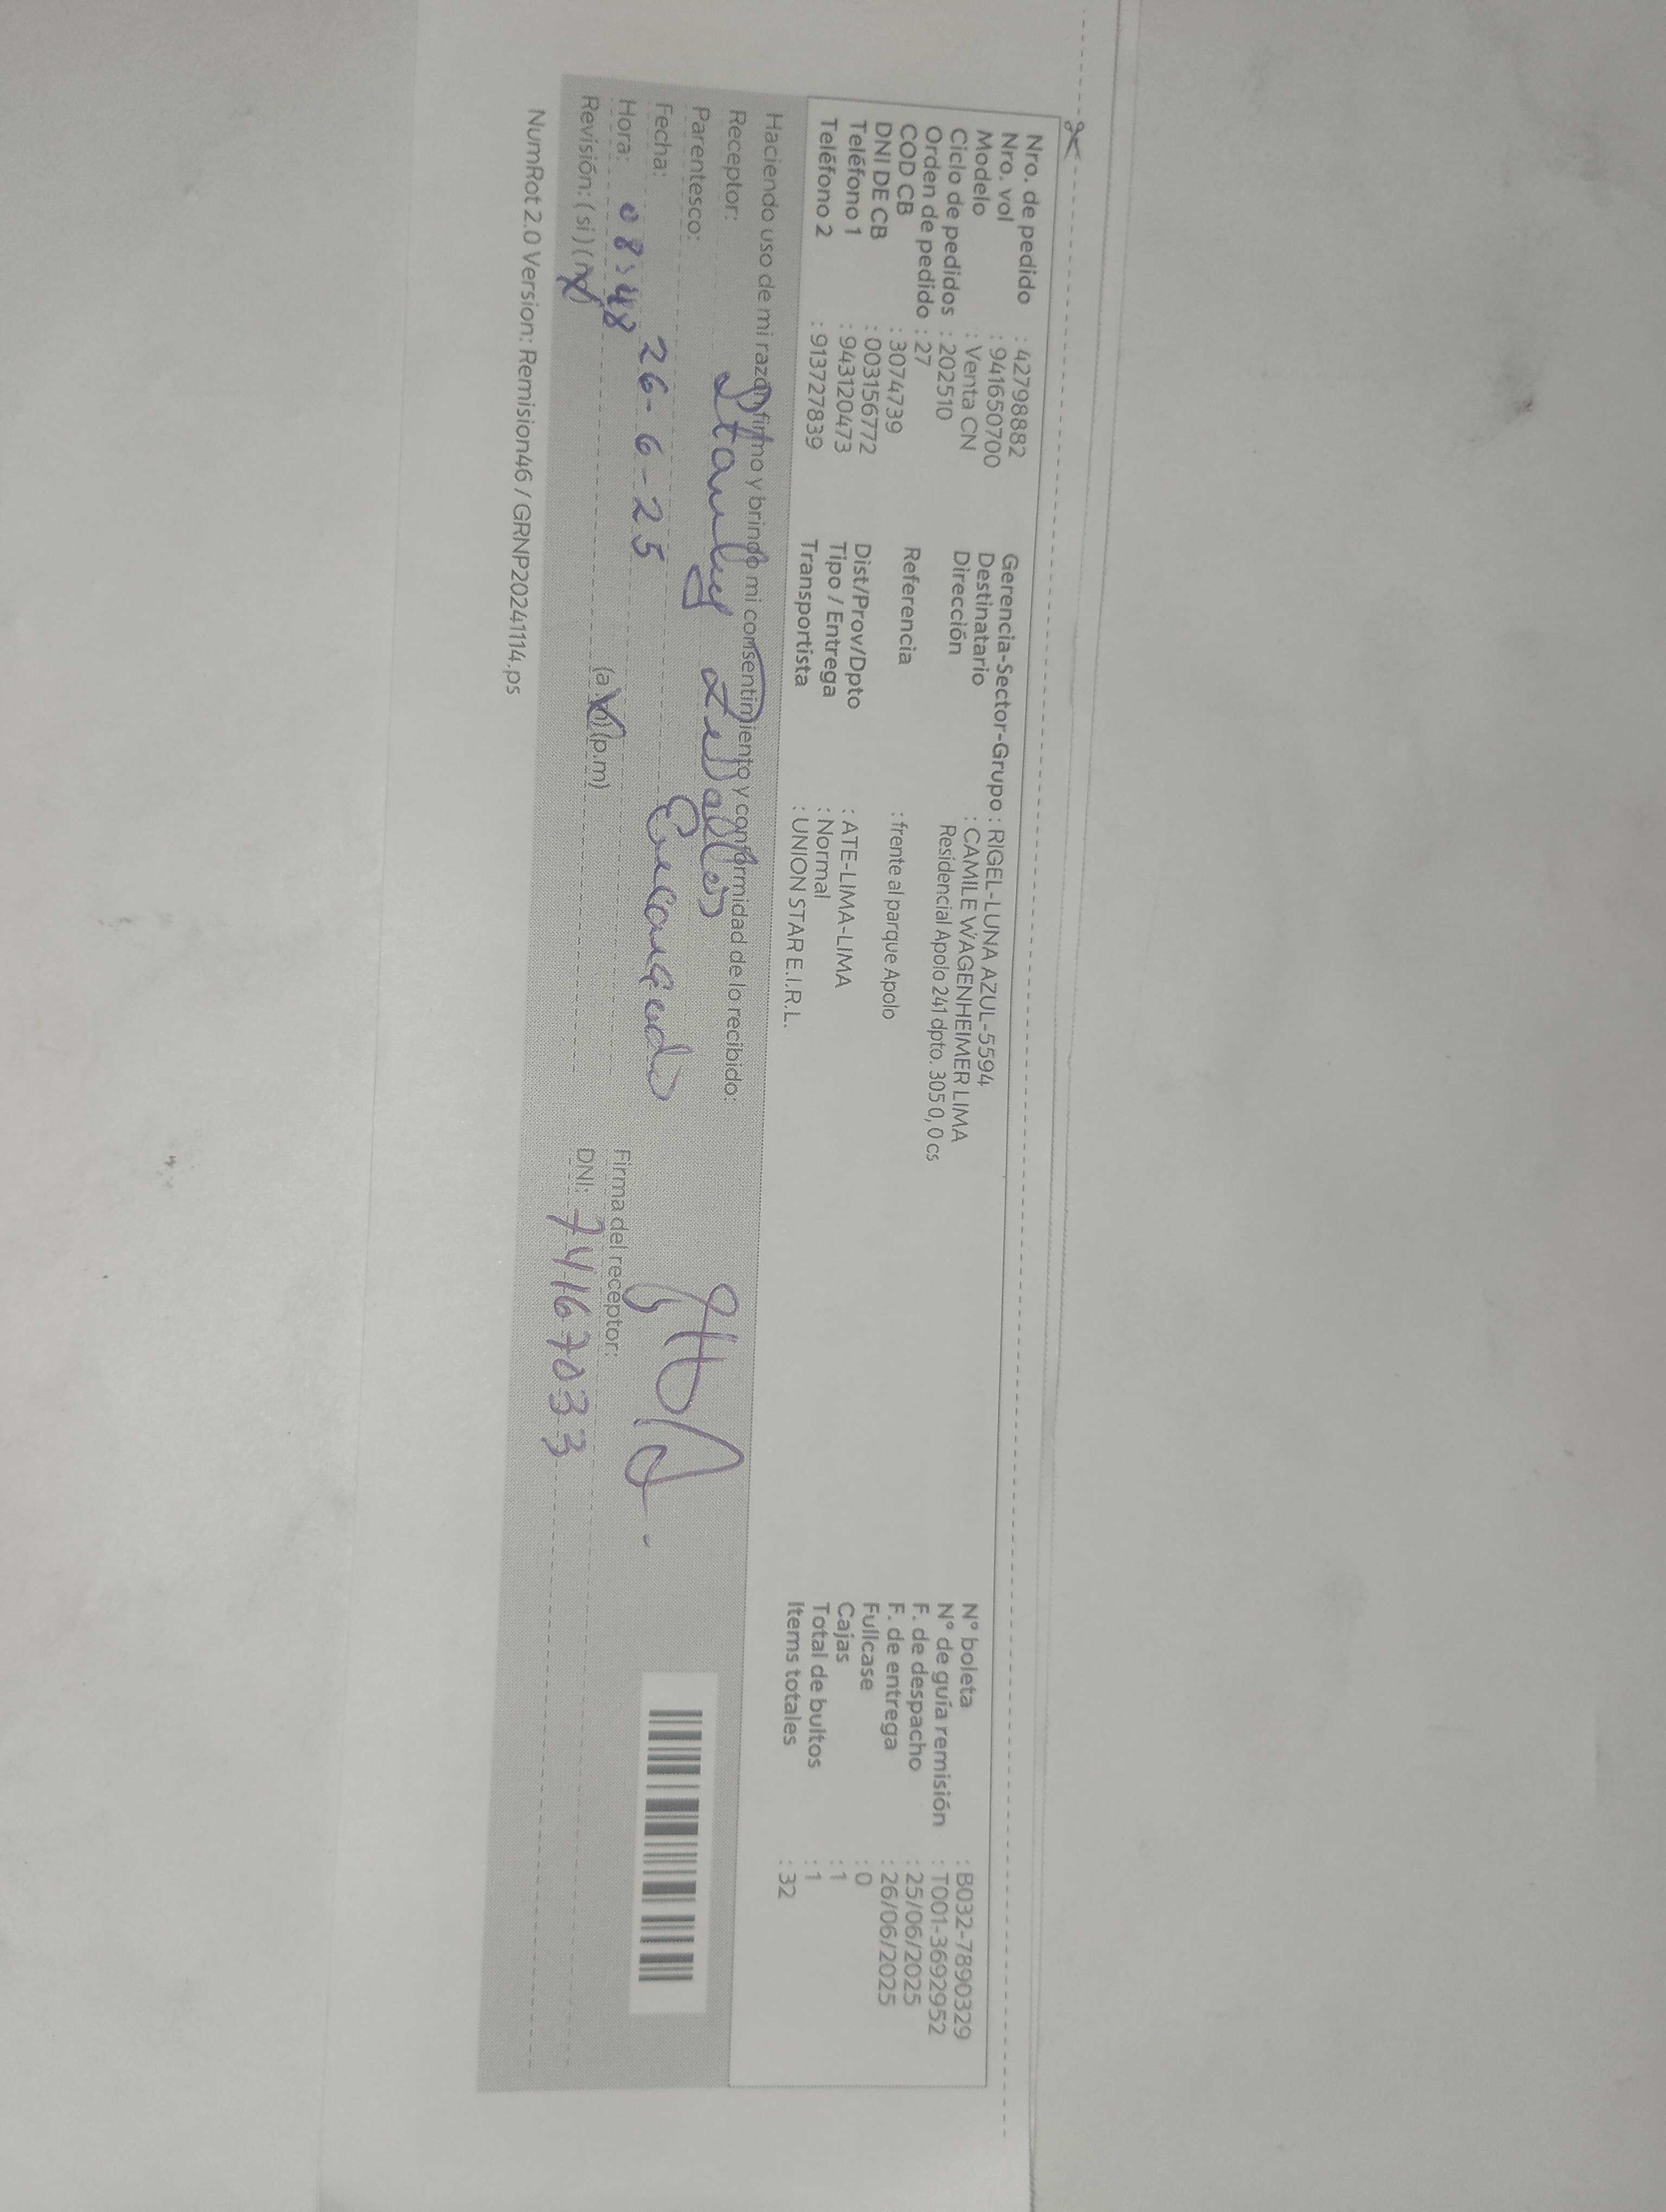 Nro. de pedido : 42798882
Nro. vol : 941650700
Modelo : Venta CN
Ciclo de pedidos : 202510
Orden de pedido : 27
COD CB : 3074739
DNI DE CB : 003156772
Teléfono 1 : 943120473
Teléfono 2 : 913727839
Gerencia-Sector-Grupo : RIGEL-LUNA AZUL-5594
Destinatario : CAMILE WAGENHEIMER LIMA
Dirección Residencial Apolo 241 dpto. 305 0, 0 cs
Referencia : frente al parque Apolo
Dist/Prov/Dpto : ATE-LIMA-LIMA
Tipo / Entrega : Normal
Transportista : UNION STAR E.I.R.L.
N° boleta : B032-7890329
N° de guía remisión : T001-3692952
F. de despacho : 25/06/2025
F. de entrega : 26/06/2025
Fullcase : 0
Cajas : 1
Total de bultos : 1
Items totales : 32
Haciendo uso de mi razón firmo y brindo mi consentimiento y conformidad de lo recibido:
Receptor: Stanley
Parentesco: Encargado
Fecha: 26-6-25
Hora: 08:48 (a.m) (p.m)
Revisión: ( si ) ( no )
Firma del receptor:
DNI: 74167033
NumRot 2.0 Version: Remision46 / GRNP20241114.ps